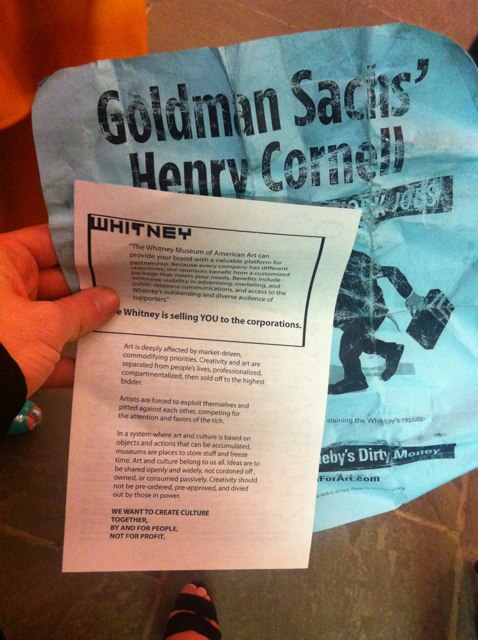 Goldman Sachs'
Henry Cornell
WHITNEY
"The Whitney Museum of American Art can
provide your brand with a valuable platform for
partnership. Because every company has different
objectives, our sponsors benefit from a customized
package that meets your needs. Benefits include
extensive visibility in advertising, marketing, and
public relations communications, and access to the
Whitney's outstanding and diverse audience of
supporters."
Whitney is selling YOU to the corporations.
Art is deeply affected by market-driven,
commodifying priorities. Creativity and art are
separated from people's lives, professionalized,
compartmentalized, then sold off to the highest
bidder.
Artists are forced to exploit themselves and
pitted against each other, competing for
the attention and favors of the rich.
In a system where art and culture is based on
objects and actions that can be accumulated,
museums are places to store stuff and freeze
time. Art and culture belong to us all. Ideas are to
be shared openly and widely, not cordoned off,
owned, or consumed passively. Creativity should
not be pre-ordered, pre-approved, and divied
out by those in power.
WE WANT TO CREATE CULTURE
TOGETHER,
BY AND FOR PEOPLE,
NOT FOR PROFIT.
staining the Whitney's repute-
eby's Dirty Money
ForArt.com